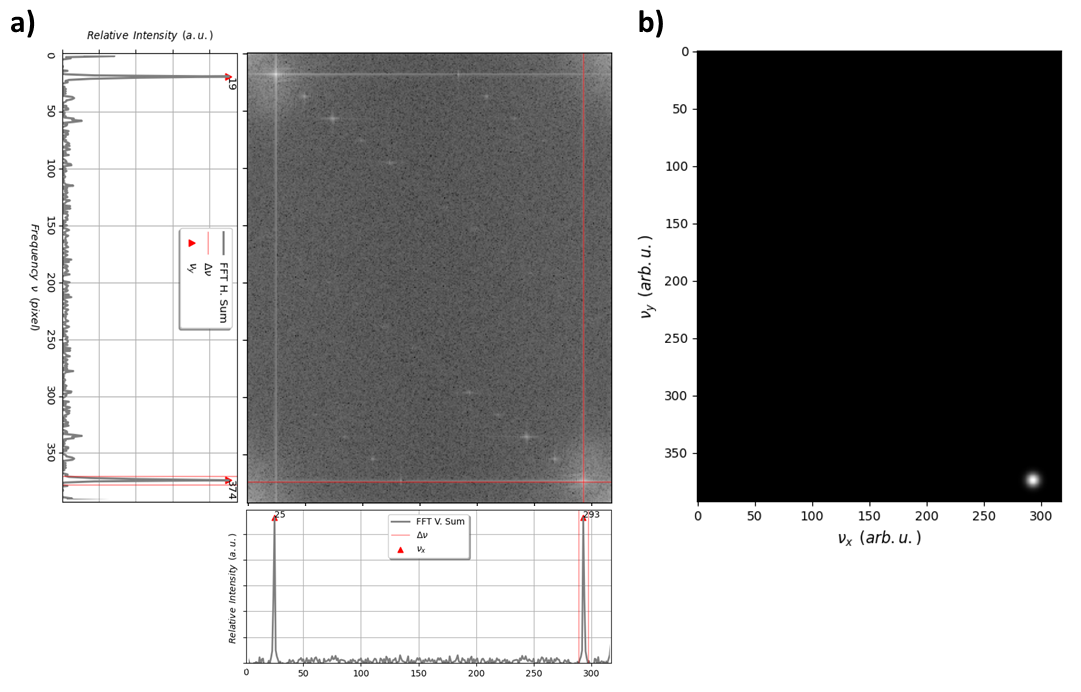 a)
Relative Intensity (a.u.)
0
50
100
150
200
250
300
350
Frequency ν (pixel)
19
374
FFT H. Sum
Δν
νy
25
293
FFT V. Sum
Δν
νx
Relative Intensity (a.u.)
0
50
100
150
200
250
300
b)
0
50
100
150
200
250
300
350
νy (arb.u.)
0
50
100
150
200
250
300
νx (arb.u.)